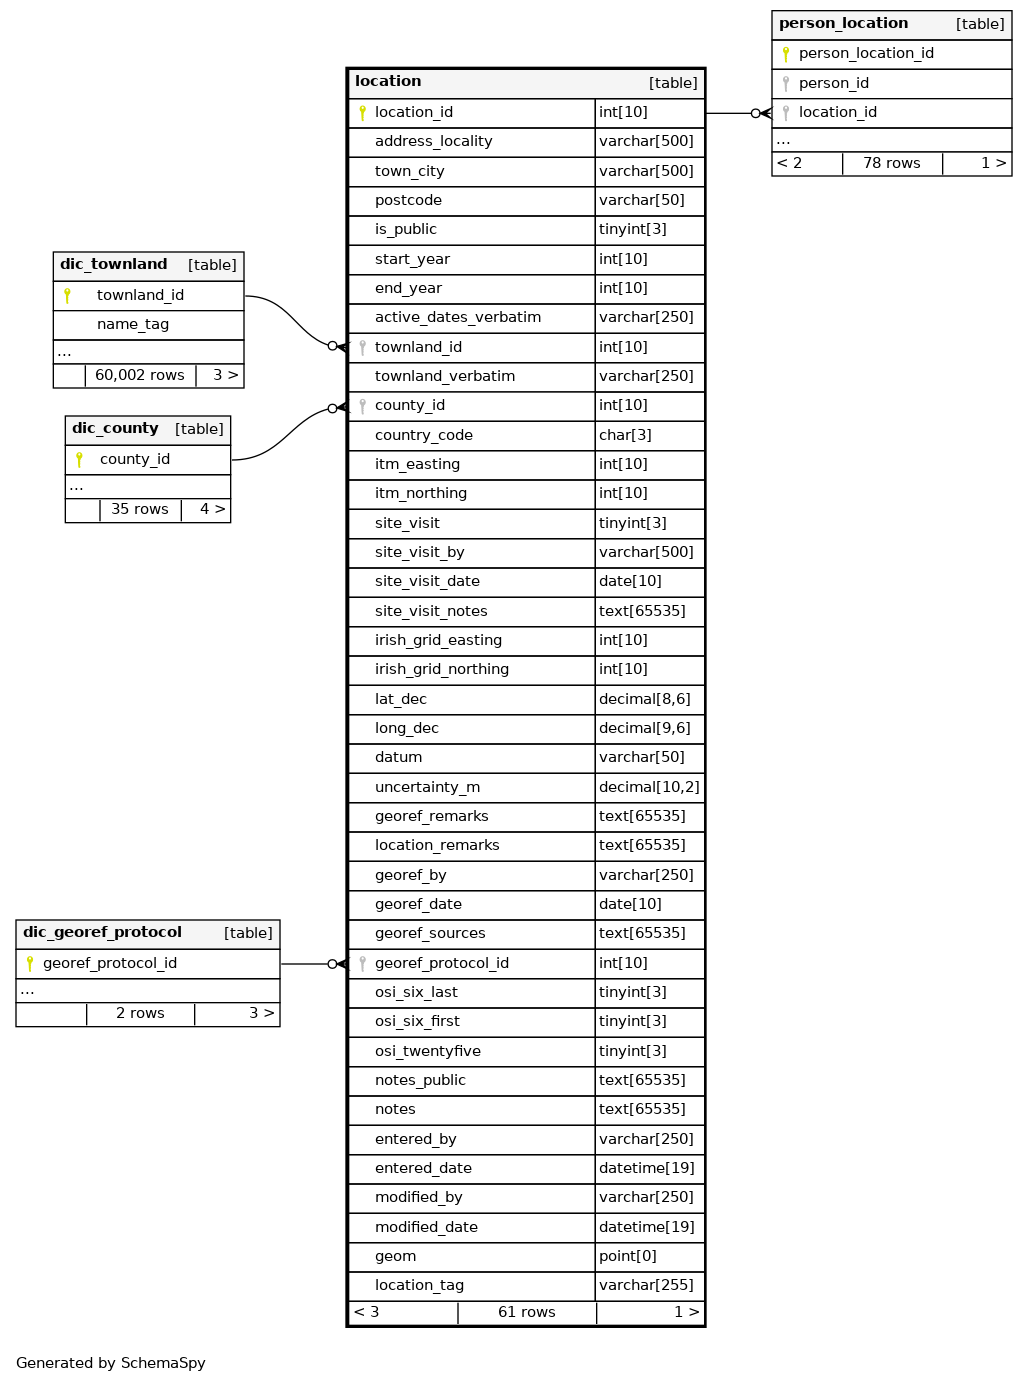 person_location [table]
person_location_id
person_id
location_id
...
< 2 78 rows 1 >
location [table]
location_id int[10]
address_locality varchar[500]
town_city varchar[500]
postcode varchar[50]
is_public tinyint[3]
start_year int[10]
end_year int[10]
active_dates_verbatim varchar[250]
townland_id int[10]
townland_verbatim varchar[250]
county_id int[10]
country_code char[3]
itm_easting int[10]
itm_northing int[10]
site_visit tinyint[3]
site_visit_by varchar[500]
site_visit_date date[10]
site_visit_notes text[65535]
irish_grid_easting int[10]
irish_grid_northing int[10]
lat_dec decimal[8,6]
long_dec decimal[9,6]
datum varchar[50]
uncertainty_m decimal[10,2]
georef_remarks text[65535]
location_remarks text[65535]
georef_by varchar[250]
georef_date date[10]
georef_sources text[65535]
georef_protocol_id int[10]
osi_six_last tinyint[3]
osi_six_first tinyint[3]
osi_twentyfive tinyint[3]
notes_public text[65535]
notes text[65535]
entered_by varchar[250]
entered_date datetime[19]
modified_by varchar[250]
modified_date datetime[19]
geom point[0]
location_tag varchar[255]
< 3 61 rows 1 >
dic_townland [table]
townland_id
name_tag
...
60,002 rows 3 >
dic_county [table]
county_id
...
35 rows 4 >
dic_georef_protocol [table]
georef_protocol_id
...
2 rows 3 >
Generated by SchemaSpy